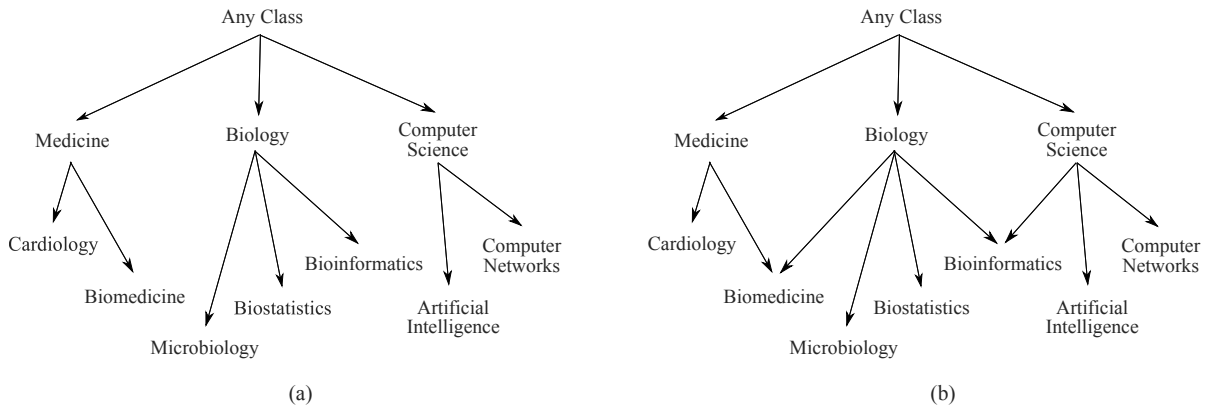 Any Class
Medicine
Biology
Computer
Science
Cardiology
Biomedicine
Microbiology
Biostatistics
Bioinformatics
Artificial
Intelligence
Computer
Networks
(a)
Any Class
Medicine
Biology
Computer
Science
Cardiology
Biomedicine
Microbiology
Biostatistics
Bioinformatics
Artificial
Intelligence
Computer
Networks
(b)